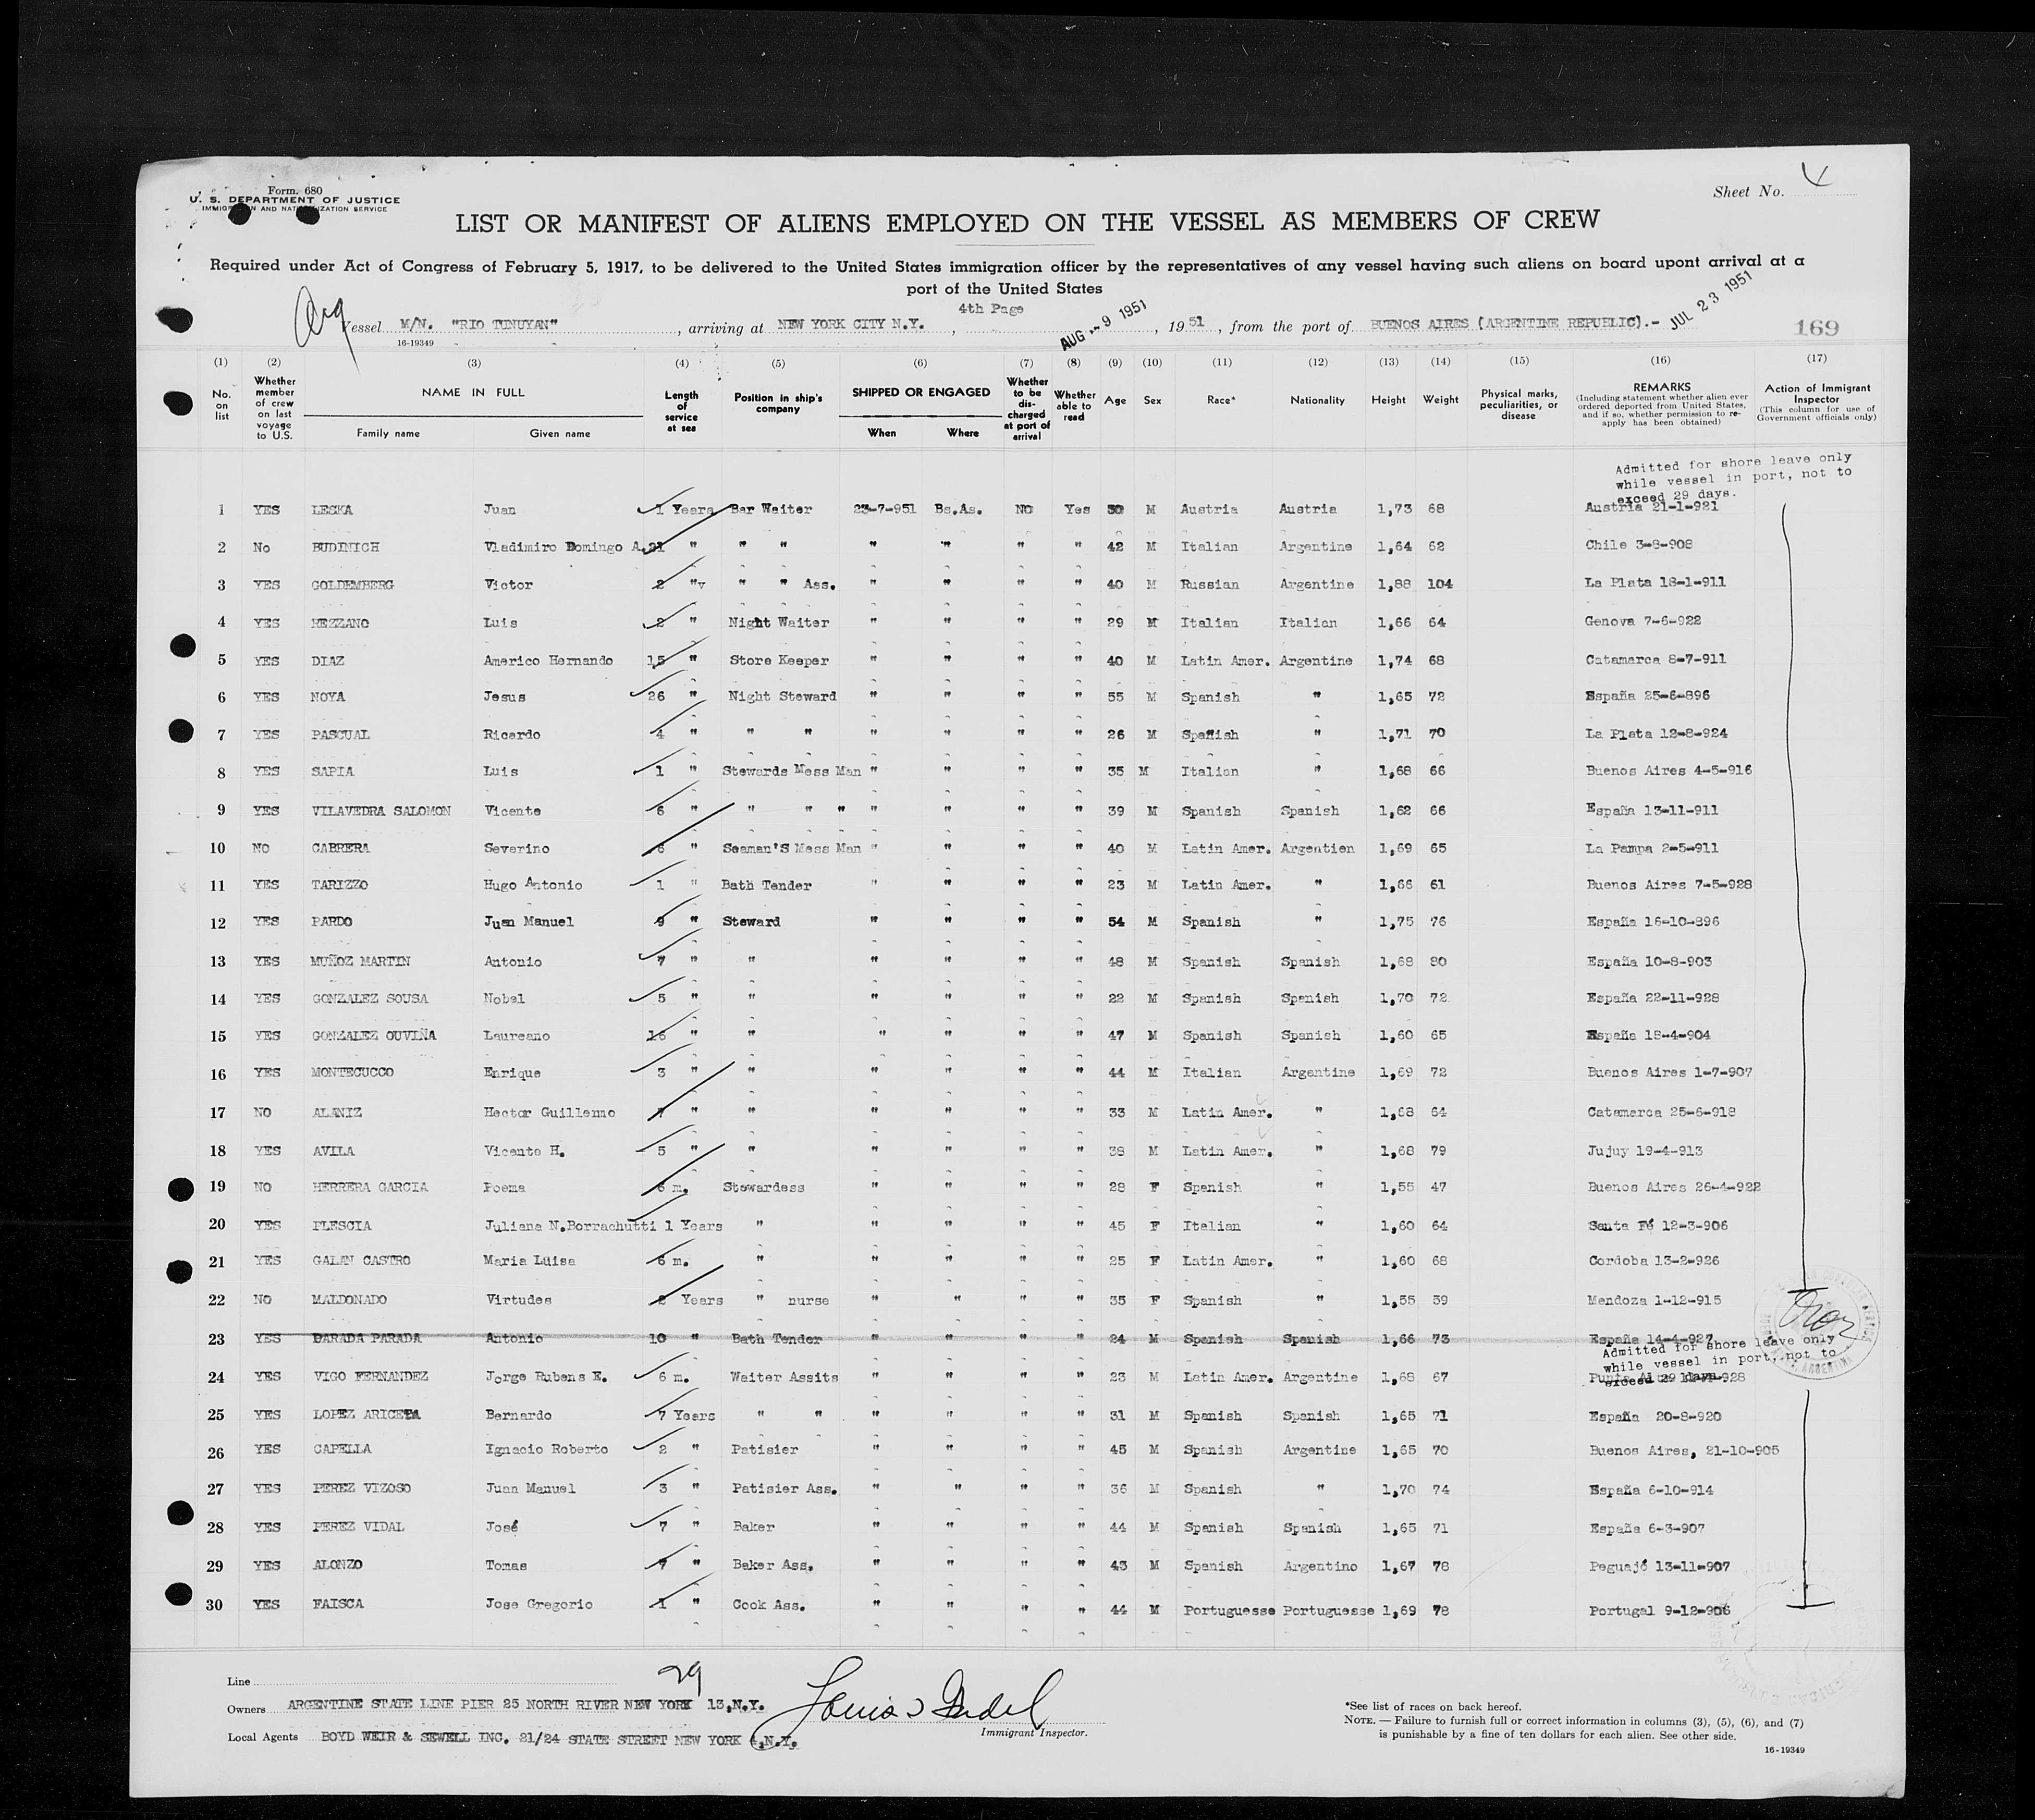 Form. 680
U. S. DEPARTMENT OF JUSTICE
IMMIGRATION AND NATURALIZATION SERVICE
Sheet No. 4
LIST OR MANIFEST OF ALIENS EMPLOYED ON THE VESSEL AS MEMBERS OF CREW
Required under Act of Congress of February 5, 1917, to be delivered to the United States immigration officer by the representatives of any vessel having such aliens on board upont arrival at a
port of the United States
4th Page
Arg
Vessel M/N. "RIO TUNUYAN", arriving at NEW YORK CITY N.Y., AUG -9 1951, 1951, from the port of BUENOS AIRES (ARGENTINE REPUBLIC).- JUL 23 1951
16-19349
169
(1) (2) (3) (4) (5) (6) (7) (8) (9) (10) (11) (12) (13) (14) (15) (16) (17)
No. on list
Whether member of crew on last voyage to U.S.
NAME IN FULL
Family name
Given name
Length of service at sea
Position in ship's company
SHIPPED OR ENGAGED
When
Where
Whether to be discharged at port of arrival
Whether able to read
Age
Sex
Race*
Nationality
Height
Weight
Physical marks, peculiarities, or disease
REMARKS
(Including statement whether alien ever ordered deported from United States, and if so, whether permission to reapply has been obtained)
Action of Immigrant Inspector
(This column for use of Government officials only)
Admitted for shore leave only
while vessel in port, not to
exceed 29 days.
1 YES LESKA Juan 1 Years Bar Waiter 23-7-951 Bs.As. NO Yes 30 M Austria Austria 1,73 68 Austria 21-1-921
2 No BUDINICH Vladimiro Domingo A. 21 " " " " " " " 42 M Italian Argentine 1,64 62 Chile 3-8-908
3 YES GOLDEMBERG Victor 2 "v " " Ass. " " " " 40 M Russian Argentine 1,88 104 La Plata 18-1-911
4 YES MEZZANO Luis 2 " Night Waiter " " " " 29 M Italian Italian 1,66 64 Genova 7-6-922
5 YES DIAZ Americo Hernando 15 " Store Keeper " " " " 40 M Latin Amer. Argentine 1,74 68 Catamarca 8-7-911
6 YES NOYA Jesus 26 " Night Steward " " " " 55 M Spanish " 1,65 72 España 25-6-896
7 YES PASCUAL Ricardo 4 " " " " " " " 26 M Spañish " 1,71 70 La Plata 12-8-924
8 YES SAPIA Luis 1 " Stewards Mess Man " " " " 35 M Italian " 1,68 66 Buenos Aires 4-5-916
9 YES VILAVEDRA SALOMON Vicente 6 " " " " " " " " 39 M Spanish Spanish 1,62 66 España 13-11-911
10 NO CABRERA Severino 6 " Seaman'S Mess Man " " " " 40 M Latin Amer. Argentien 1,69 65 La Pampa 2-5-911
11 YES TARIZZO Hugo Antonio 1 " Bath Tender " " " " 23 M Latin Amer. " 1,66 61 Buenos Aires 7-5-928
12 YES PARDO Juan Manuel 9 " Steward " " " " 54 M Spanish " 1,75 76 España 16-10-896
13 YES MUÑOZ MARTIN Antonio 7 " " " " " " 48 M Spanish Spanish 1,68 80 España 10-8-903
14 YES GONZALEZ SOUSA Nobel 5 " " " " " " 22 M Spanish Spanish 1,70 72 España 22-11-928
15 YES GONZALEZ OUVIÑA Laureano 16 " " " " " " 47 M Spanish Spanish 1,60 65 España 18-4-904
16 YES MONTECUCCO Enrique 3 " " " " " " 44 M Italian Argentine 1,69 72 Buenos Aires 1-7-907
17 NO ALANIZ Hector Guillermo 7 " " " " " " 33 M Latin Amer. " 1,68 64 Catamarca 25-6-918
18 YES AVILA Vicente H. 5 " " " " " " 38 M Latin Amer. " 1,68 79 Jujuy 19-4-913
19 NO HERRERA GARCIA Poema 6 m. Stewardess " " " " 28 F Spanish " 1,55 47 Buenos Aires 26-4-922
20 YES PLESCIA Juliana N.Borrachutti 1 Years " " " " " 45 F Italian " 1,60 64 Santa Fé 12-3-906
21 YES GALAN CASTRO Maria Luisa 6 m. " " " " " 25 F Latin Amer. " 1,60 68 Cordoba 13-2-926
22 NO MALDONADO Virtudes 2 Years " nurse " " " " 35 F Spanish " 1,55 59 Mendoza 1-12-915
23 YES PARADA PARADA Antonio 10 " Bath Tender " " " " 24 M Spanish Spanish 1,66 73 España 14-4-927
Admitted for shore leave only
while vessel in port, not to
exceed 29 days.
24 YES VIGO FERNANDEZ Jorge Rubens E. 6 m. Waiter Assits " " " " 23 M Latin Amer. Argentine 1,68 67
25 YES LOPEZ ARICETA Bernardo 7 Years " " " " " " 31 M Spanish Spanish 1,65 71 España 20-8-920
26 YES CAPELLA Ignacio Roberto 2 " Patisier " " " " 45 M Spanish Argentine 1,65 70 Buenos Aires, 21-10-905
27 YES PEREZ VIZOSO Juan Manuel 3 " Patisier Ass. " " " " 36 M Spanish " 1,70 74 España 6-10-914
28 YES PEREZ VIDAL José 7 " Baker " " " " 44 M Spanish Spanish 1,65 71 España 6-3-907
29 YES ALONZO Tomas 7 " Baker Ass. " " " " 43 M Spanish Argentino 1,67 78 Peguajó 13-11-907
30 YES FAISCA Jose Gregorio 1 " Cook Ass. " " " " 44 M Portuguesse Portuguesse 1,69 78 Portugal 9-12-906
29
Line
Owners ARGENTINE STATE LINE PIER 25 NORTH RIVER NEW YORK 13,N.Y.
Local Agents BOYD WEIR & SEWELL INC. 21/24 STATE STREET NEW YORK 4,N.Y.
Immigrant Inspector.
*See list of races on back hereof.
NOTE. — Failure to furnish full or correct information in columns (3), (5), (6), and (7)
is punishable by a fine of ten dollars for each alien. See other side.
16-19349